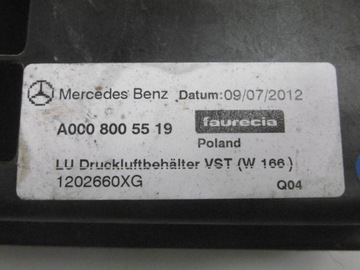 Mercedes Benz Datum:09/07/2012
A000 800 55 19 faurecia
Poland
LU Druckluftbehälter VST (W 166)
1202660XG Q04